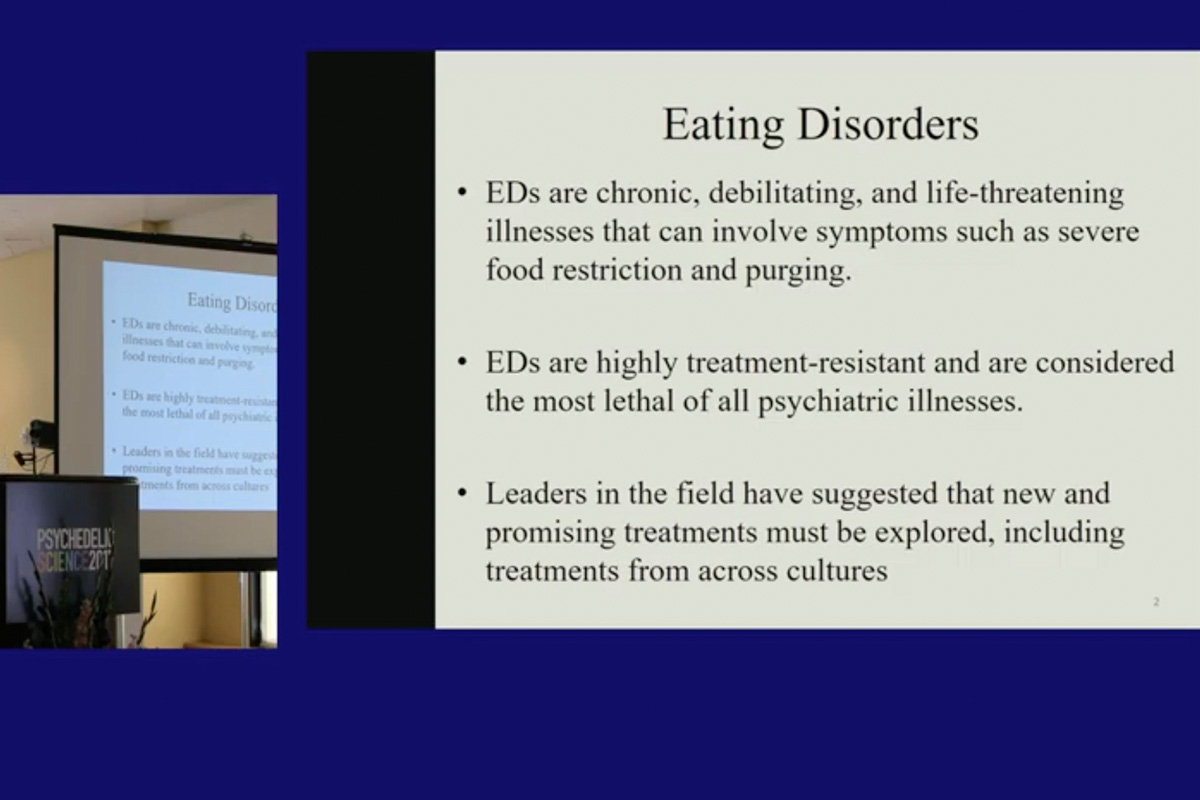 Eating Disorders
• EDs are chronic, debilitating, and life-threatening
illnesses that can involve symptoms such as severe
food restriction and purging.
• EDs are highly treatment-resistant and are considered
the most lethal of all psychiatric illnesses.
• Leaders in the field have suggested that new and
promising treatments must be explored, including
treatments from across cultures
2
Eating Disord
• EDs are chronic, debilitating, and
illnesses that can involve sympto
food restriction and purging.
• EDs are highly treatment-resistan
the most lethal of all psychiatric
• Leaders in the field have suggest
promising treatments must be ex
treatments from across cultures
PSYCHEDELIC
SCIENCE2017